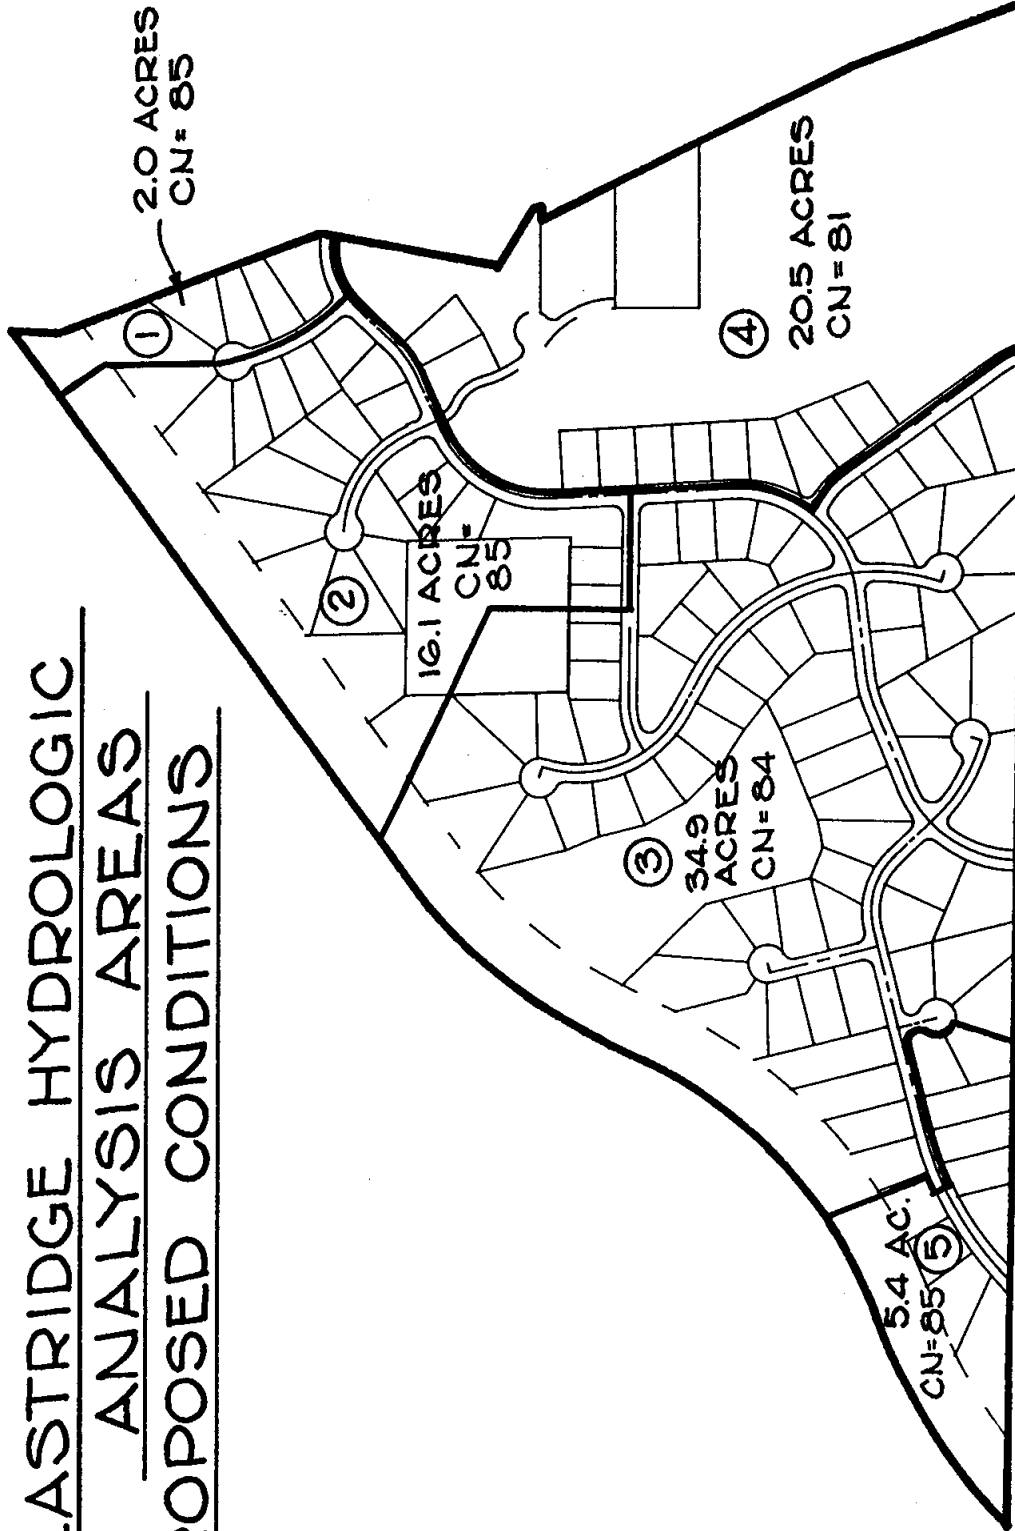 LASTRIDGE HYDROLOGIC
ANALYSIS AREAS
OPOSED CONDITIONS
2.0 ACRES
CN=85
1
2
16.1 ACRES
CN=
85
3
34.9
ACRES
CN=84
4
20.5 ACRES
CN=81
5.4 AC.
5
CN=85